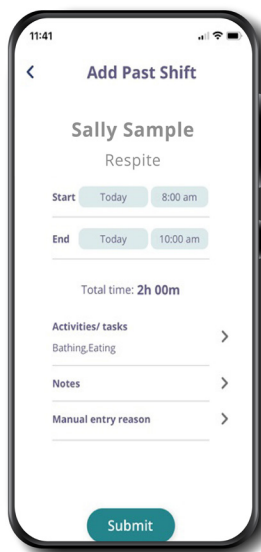 11:41
Add Past Shift
Sally Sample
Respite
Start Today 8:00 am
End Today 10:00 am
Total time: 2h 00m
Activities/ tasks
Bathing,Eating
Notes
Manual entry reason
Submit